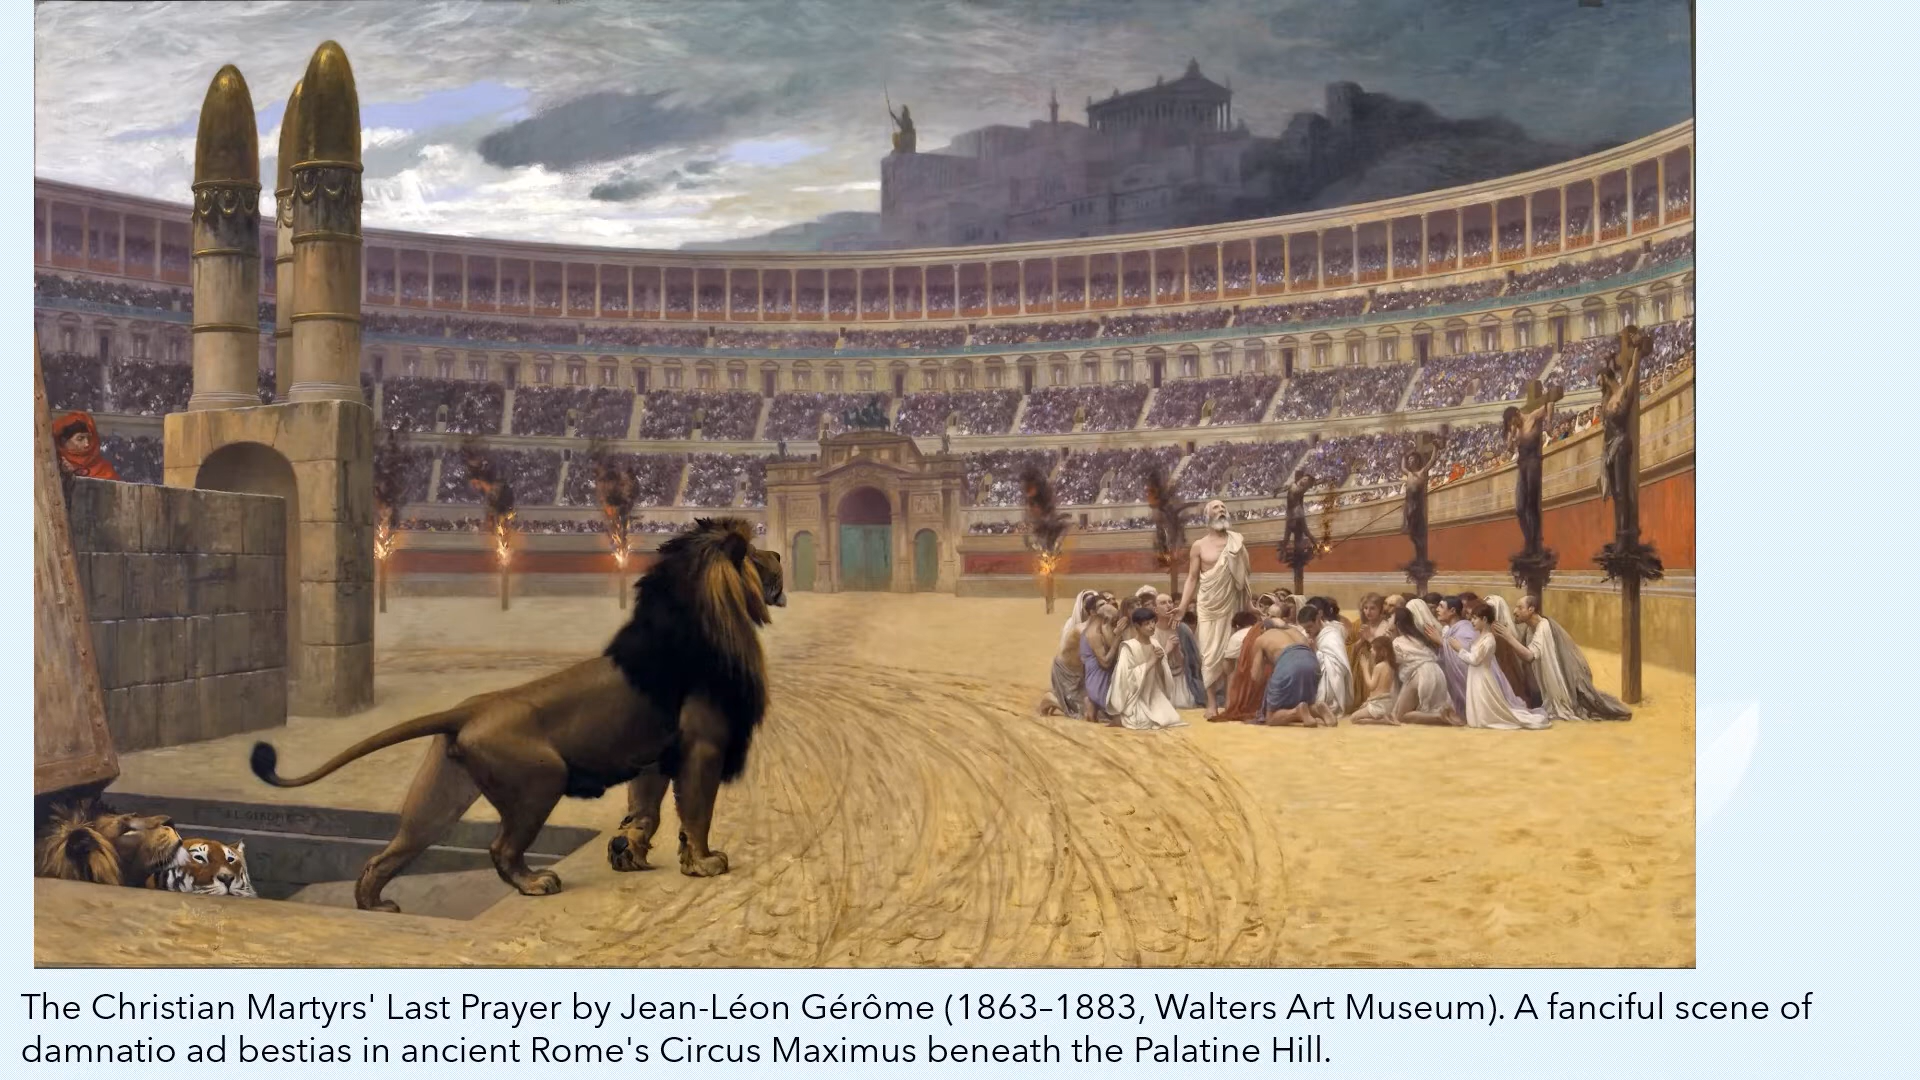 J.L.GEROME
The Christian Martyrs' Last Prayer by Jean-Léon Gérôme (1863–1883, Walters Art Museum). A fanciful scene of
damnatio ad bestias in ancient Rome's Circus Maximus beneath the Palatine Hill.